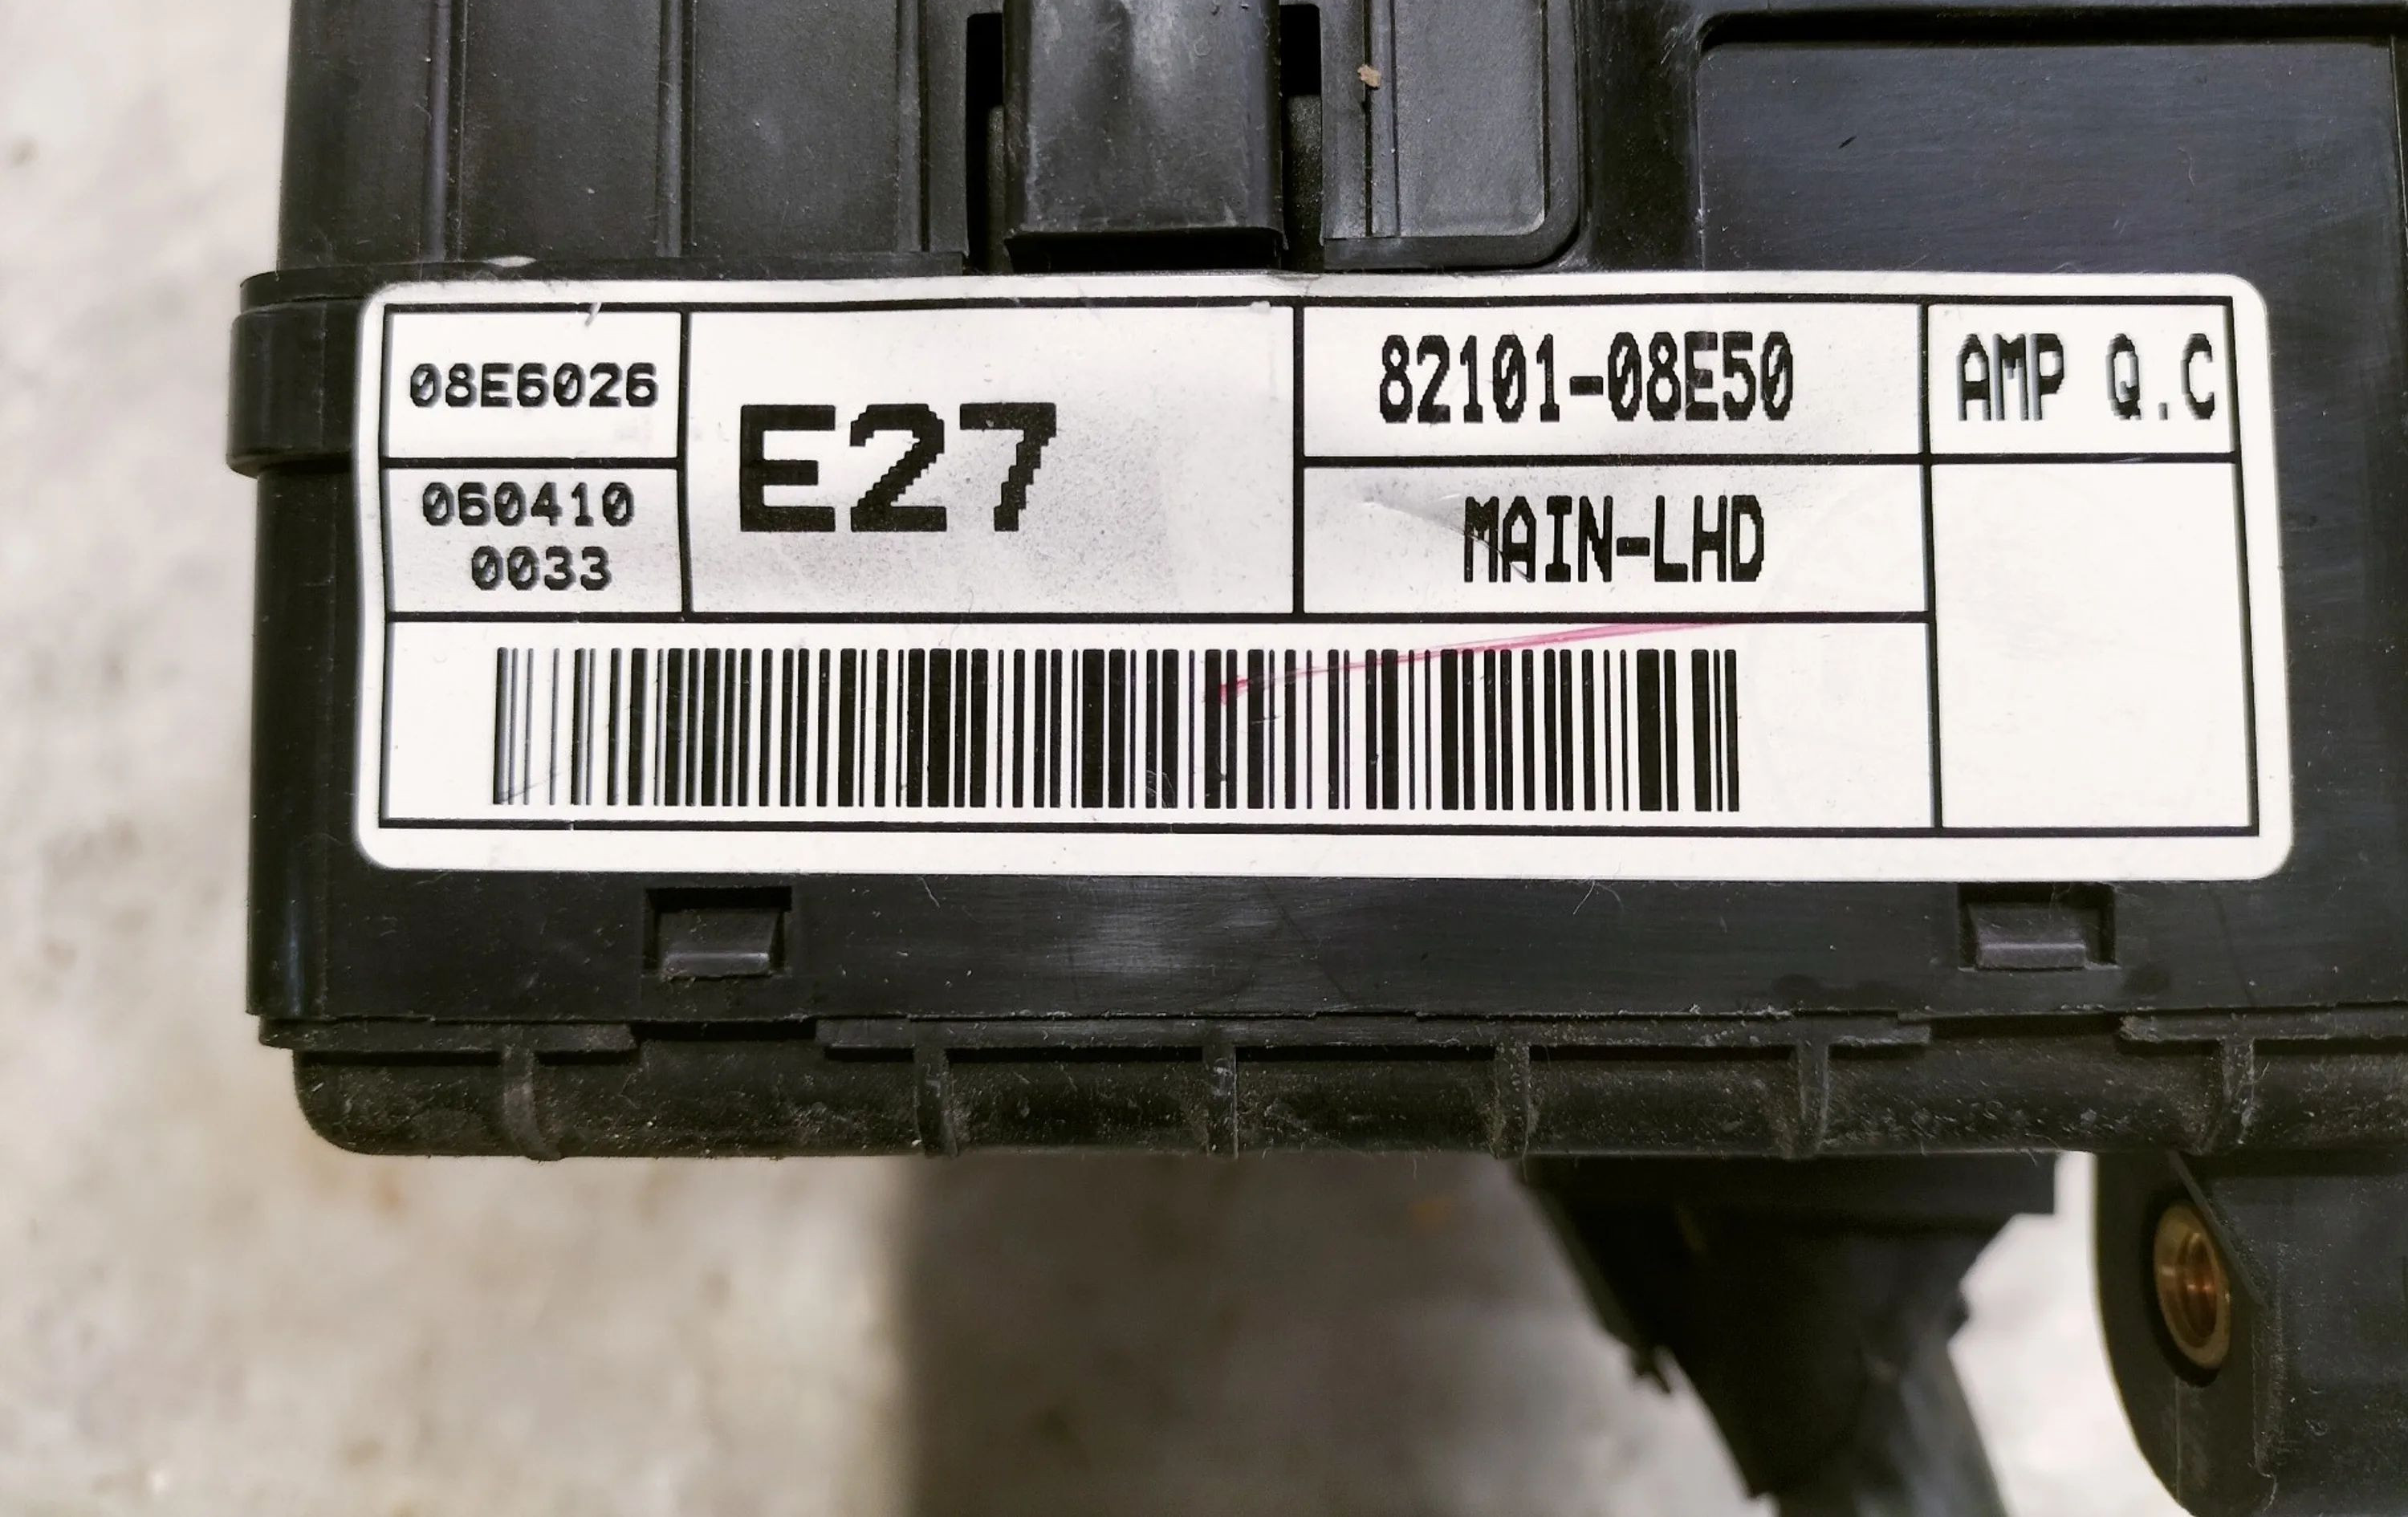 08E6026
060410
0033
E27
82101-08E50
MAIN-LHD
AMP Q.C